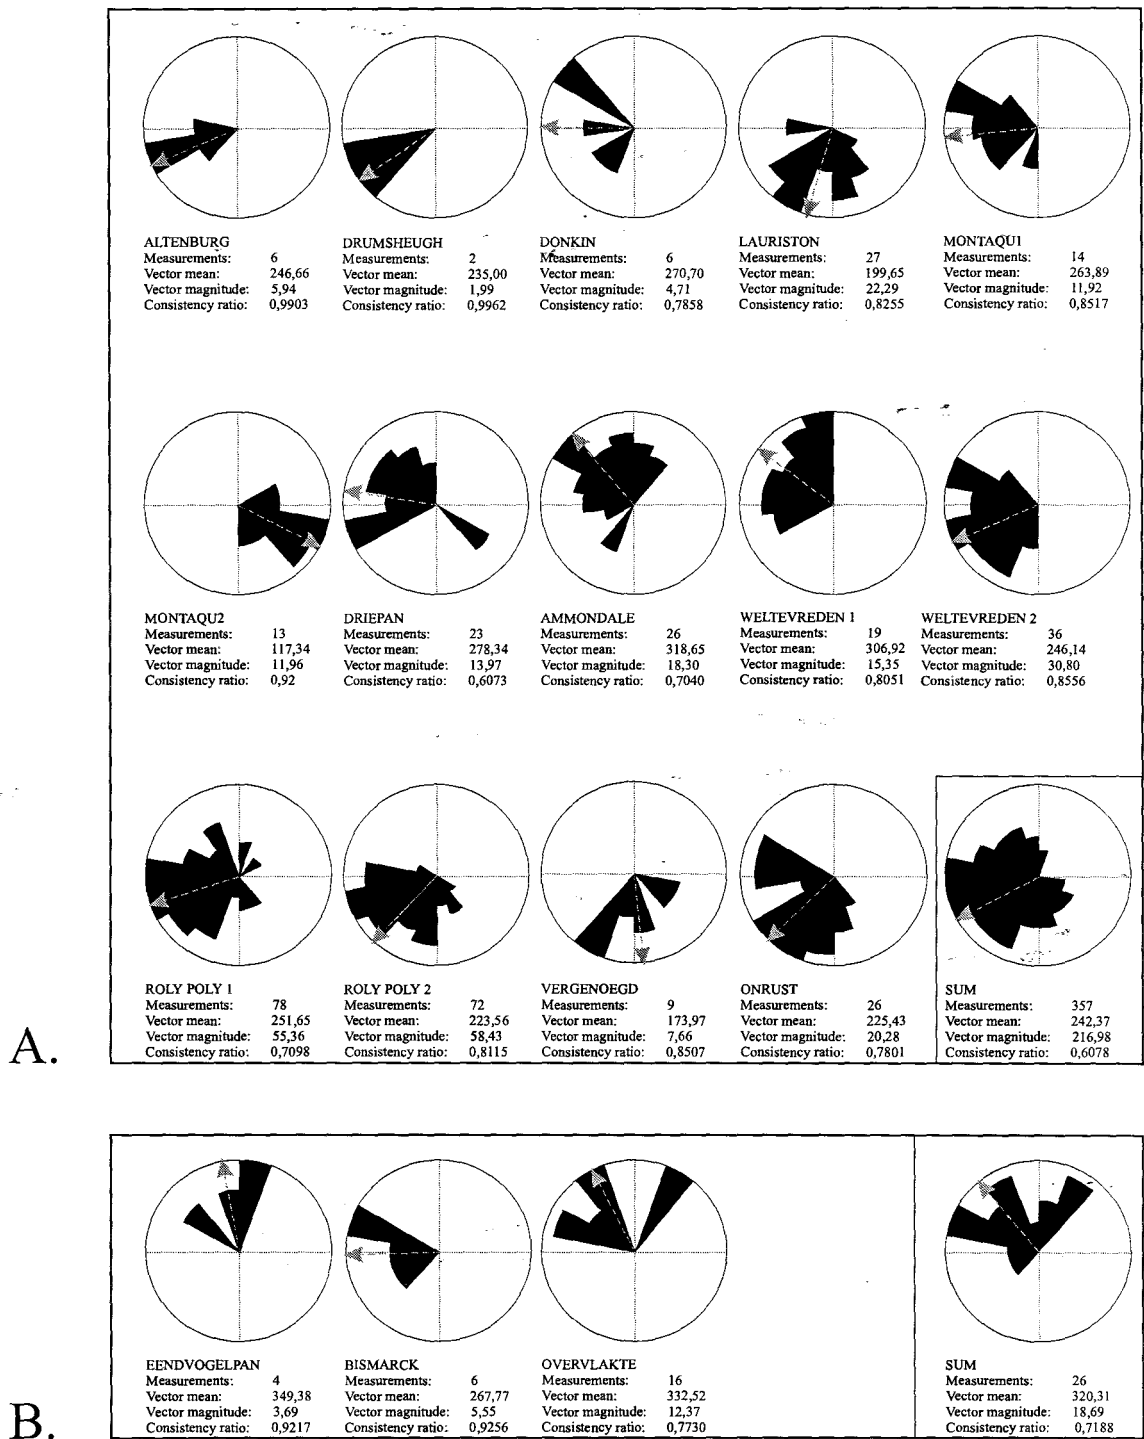 ALTENBURG
Measurements: 6
Vector mean: 246,66
Vector magnitude: 5,94
Consistency ratio: 0,9903
DRUMSHEUGH
Measurements: 2
Vector mean: 235,00
Vector magnitude: 1,99
Consistency ratio: 0,9962
DONKIN
Measurements: 6
Vector mean: 270,70
Vector magnitude: 4,71
Consistency ratio: 0,7858
LAURISTON
Measurements: 27
Vector mean: 199,65
Vector magnitude: 22,29
Consistency ratio: 0,8255
MONTAQU1
Measurements: 14
Vector mean: 263,89
Vector magnitude: 11,92
Consistency ratio: 0,8517
MONTAQU2
Measurements: 13
Vector mean: 117,34
Vector magnitude: 11,96
Consistency ratio: 0,92
DRIEPAN
Measurements: 23
Vector mean: 278,34
Vector magnitude: 13,97
Consistency ratio: 0,6073
AMMONDALE
Measurements: 26
Vector mean: 318,65
Vector magnitude: 18,30
Consistency ratio: 0,7040
WELTEVREDEN 1
Measurements: 19
Vector mean: 306,92
Vector magnitude: 15,35
Consistency ratio: 0,8051
WELTEVREDEN 2
Measurements: 36
Vector mean: 246,14
Vector magnitude: 30,80
Consistency ratio: 0,8556
ROLY POLY 1
Measurements: 78
Vector mean: 251,65
Vector magnitude: 55,36
Consistency ratio: 0,7098
ROLY POLY 2
Measurements: 72
Vector mean: 223,56
Vector magnitude: 58,43
Consistency ratio: 0,8115
VERGENOEGD
Measurements: 9
Vector mean: 173,97
Vector magnitude: 7,66
Consistency ratio: 0,8507
ONRUST
Measurements: 26
Vector mean: 225,43
Vector magnitude: 20,28
Consistency ratio: 0,7801
SUM
Measurements: 357
Vector mean: 242,37
Vector magnitude: 216,98
Consistency ratio: 0,6078
A.
EENDVOGELPAN
Measurements: 4
Vector mean: 349,38
Vector magnitude: 3,69
Consistency ratio: 0,9217
BISMARCK
Measurements: 6
Vector mean: 267,77
Vector magnitude: 5,55
Consistency ratio: 0,9256
OVERVLAKTE
Measurements: 16
Vector mean: 332,52
Vector magnitude: 12,37
Consistency ratio: 0,7730
SUM
Measurements: 26
Vector mean: 320,31
Vector magnitude: 18,69
Consistency ratio: 0,7188
B.